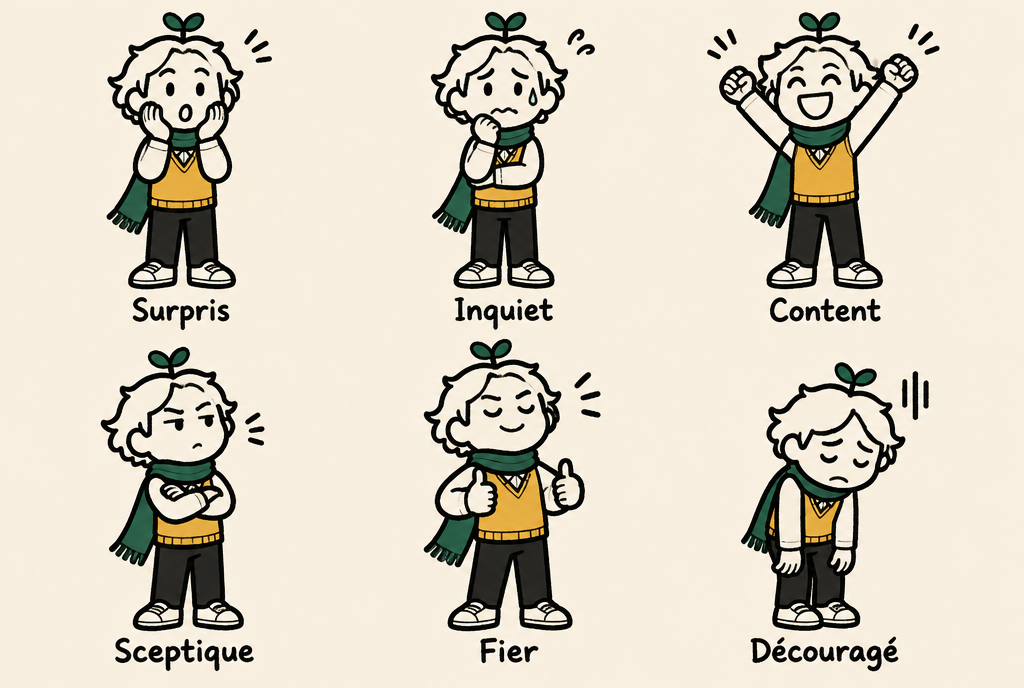 Surpris
Inquiet
Content
Sceptique
Fier
Découragé